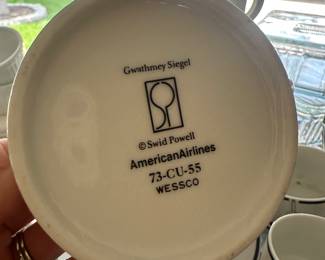 Gwathmey Siegel
© Swid Powell
AmericanAirlines
73-CU-55
WESSCO